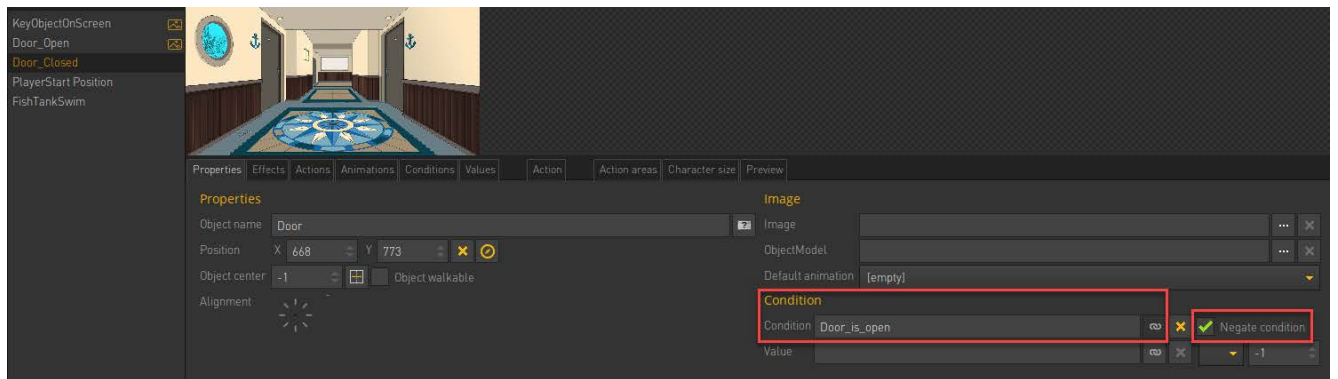 KeyObjectOnScreen
Door_Open
Door_Closed
PlayerStart Position
FishTankSwim
Properties Effects Actions Animations Conditions Values Action Action areas Character size Preview
Properties
Object name Door
Position X 668 Y 773
Object center -1 Object walkable
Alignment
Image
Image
ObjectModel
Default animation [empty]
Condition
Condition Door_is_open Negate condition
Value -1